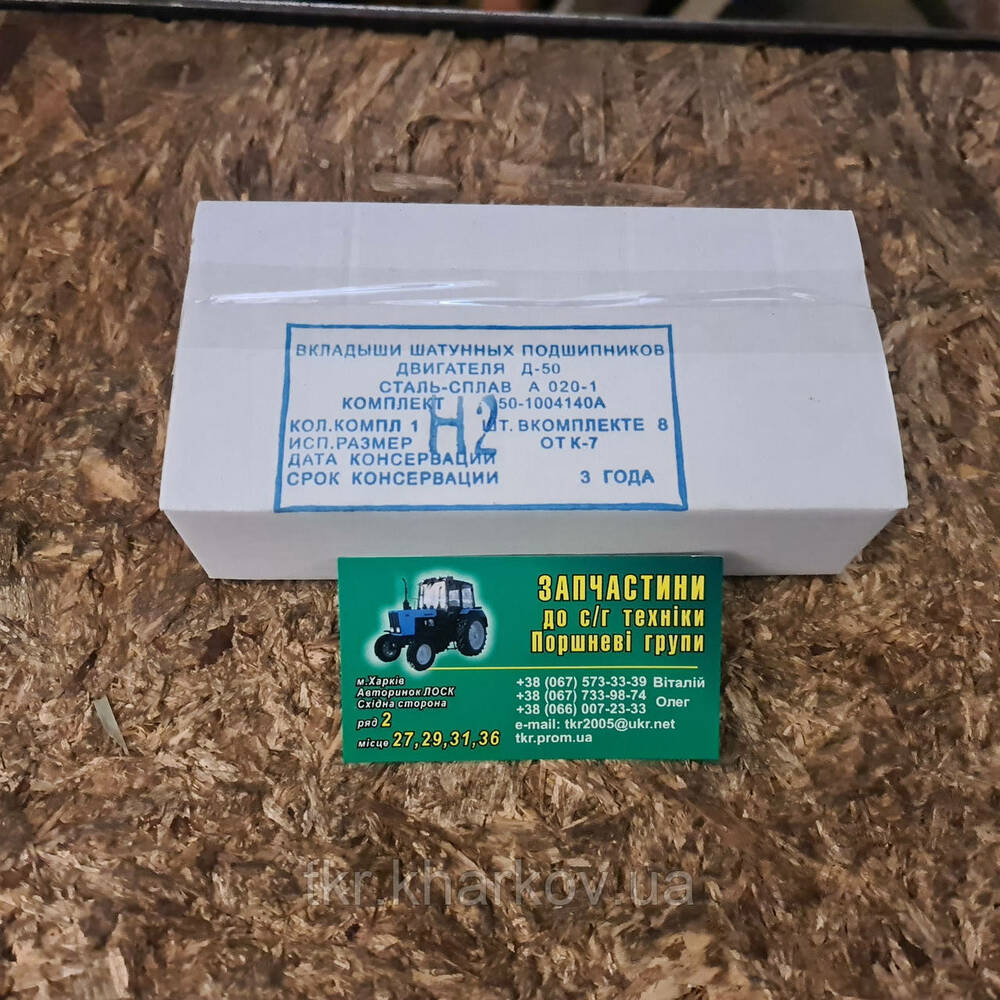 ВКЛАДЫШИ ШАТУННЫХ ПОДШИПНИКОВ
ДВИГАТЕЛЯ Д-50
СТАЛЬ-СПЛАВ А 020-1
КОМПЛЕКТ 50-1004140А
КОЛ.КОМПЛ 1 ШТ. ВКОМПЛЕКТЕ 8
Н2
ИСП.РАЗМЕР ОТ К-7
ДАТА КОНСЕРВАЦИИ
СРОК КОНСЕРВАЦИИ 3 ГОДА
ЗАПЧАСТИНИ
до с/г техніки
Поршневі групи
м.Харків
Авторинок ЛОСК
Східна сторона
ряд 2
місце 27,29,31,36
+38 (067) 573-33-39 Віталій
+38 (067) 733-98-74
+38 (066) 007-23-33 Олег
e-mail: tkr2005@ukr.net
tkr.prom.ua
tkr.kharkov.ua